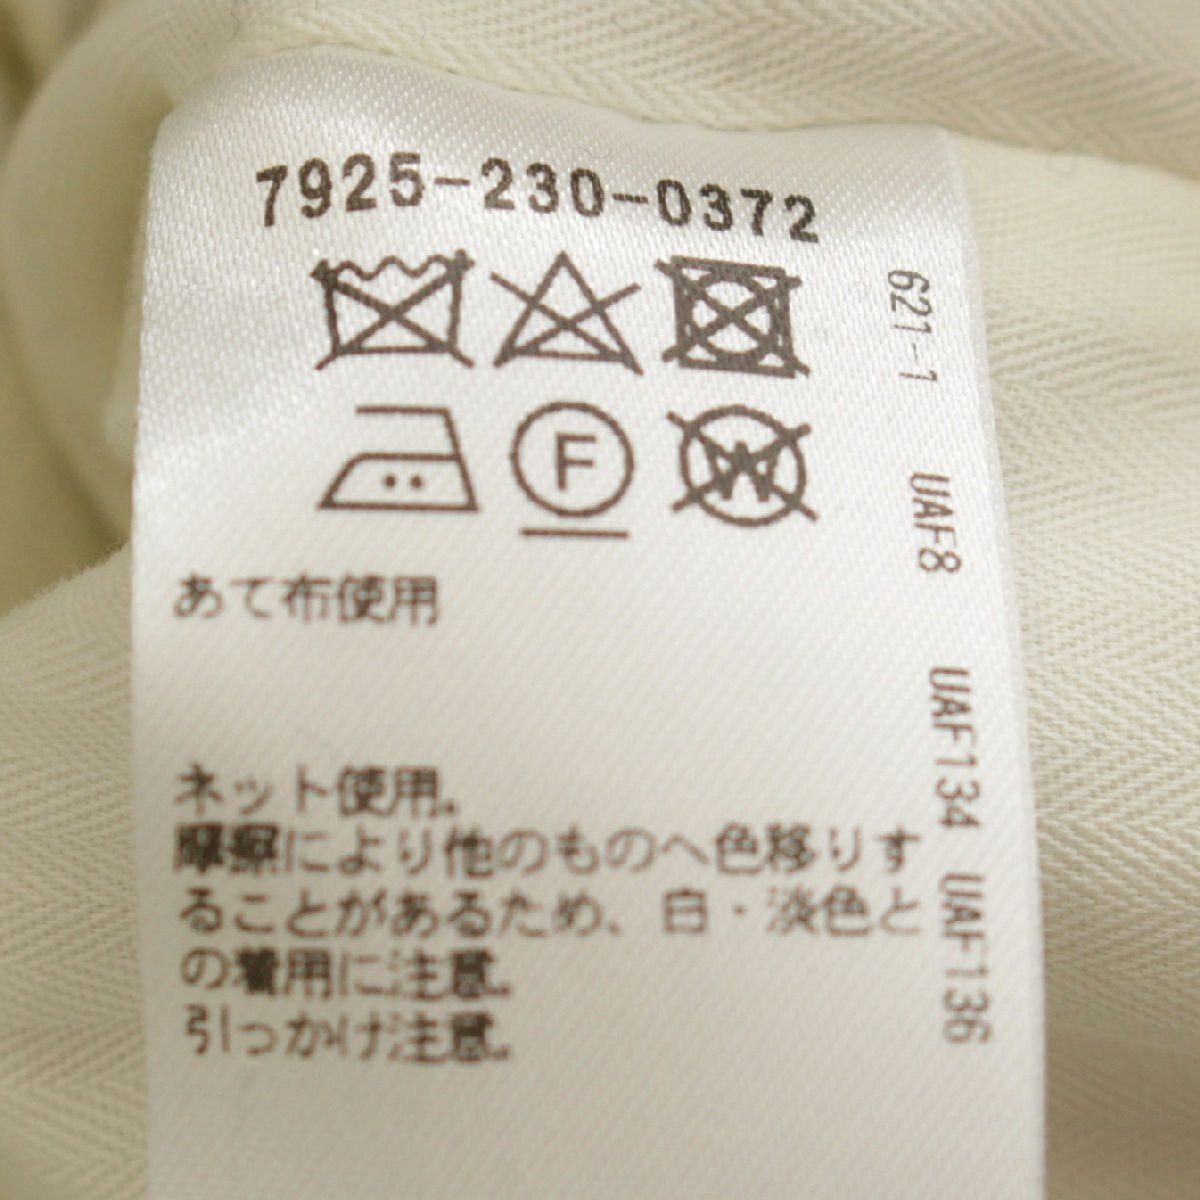 7925-230-0372
F
W
あて布使用
ネット使用。
摩擦により他のものへ色移りす
ることがあるため、白・淡色と
の着用に注意。
引っかけ注意。
621-1 UAF8 UAF134 UAF136